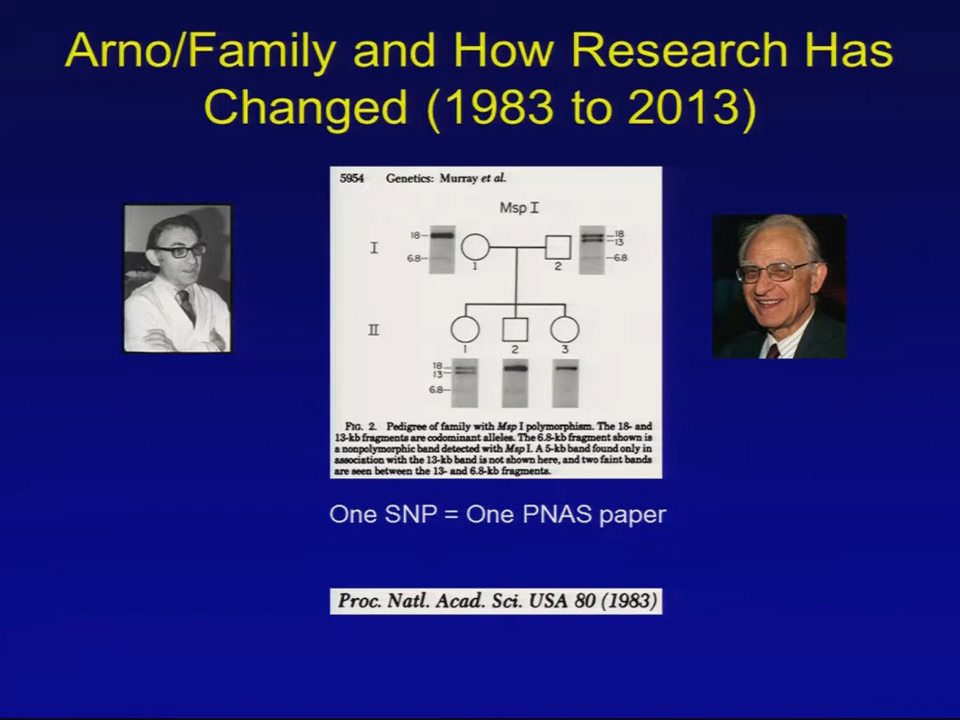 Arno/Family and How Research Has
Changed (1983 to 2013)
5954 Genetics: Murray et al.
Msp I
I
18
6.8
1
2
18
13
6.8
II
1
2
3
18
13
6.8
FIG. 2. Pedigree of family with Msp I polymorphism. The 18- and
13-kb fragments are codominant alleles. The 6.8-kb fragment shown is
a nonpolymorphic band detected with Msp I. A 5-kb band found only in
association with the 13-kb band is not shown here, and two faint bands
are seen between the 13- and 6.8-kb fragments.
One SNP = One PNAS paper
Proc. Natl. Acad. Sci. USA 80 (1983)